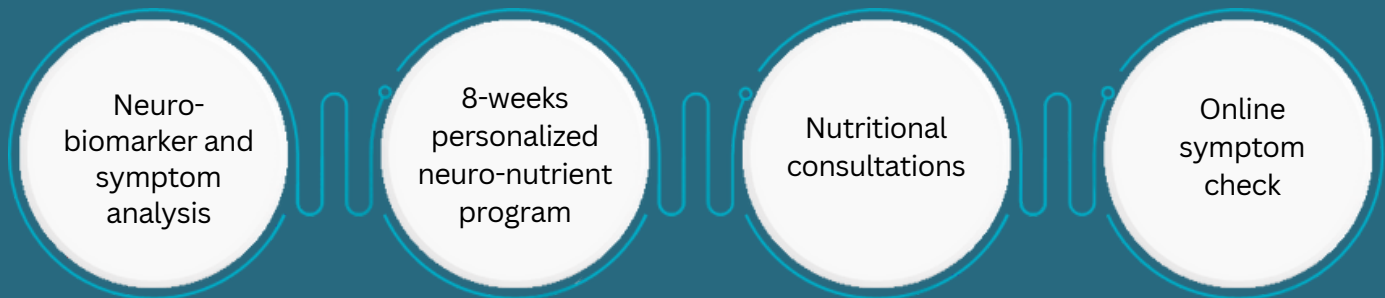 Neuro-
biomarker and
symptom
analysis
8-weeks
personalized
neuro-nutrient
program
Nutritional
consultations
Online
symptom
check